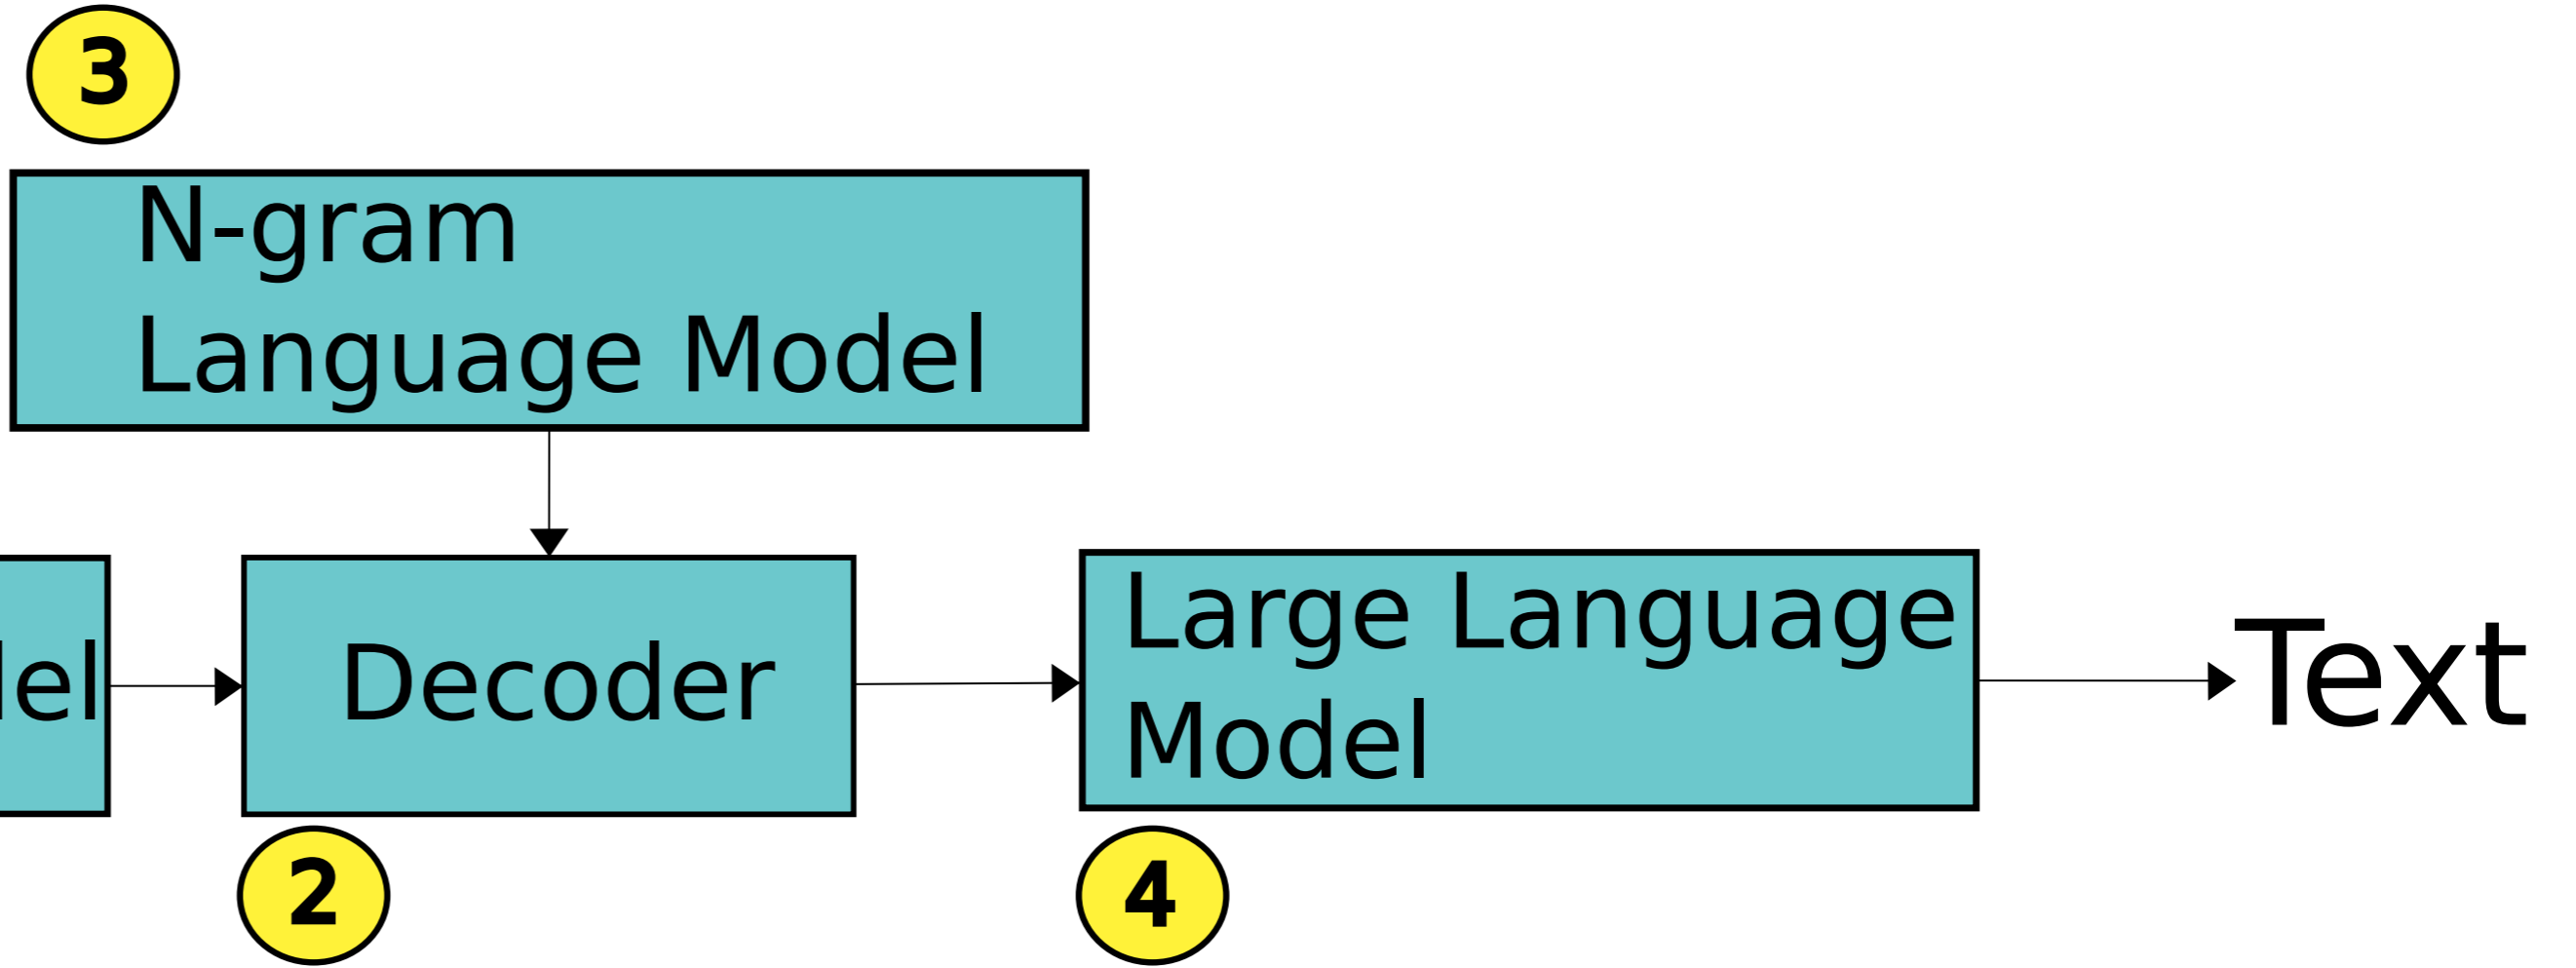 3
N-gram
Language Model
Decoder
Large Language
Model
Text
2
4